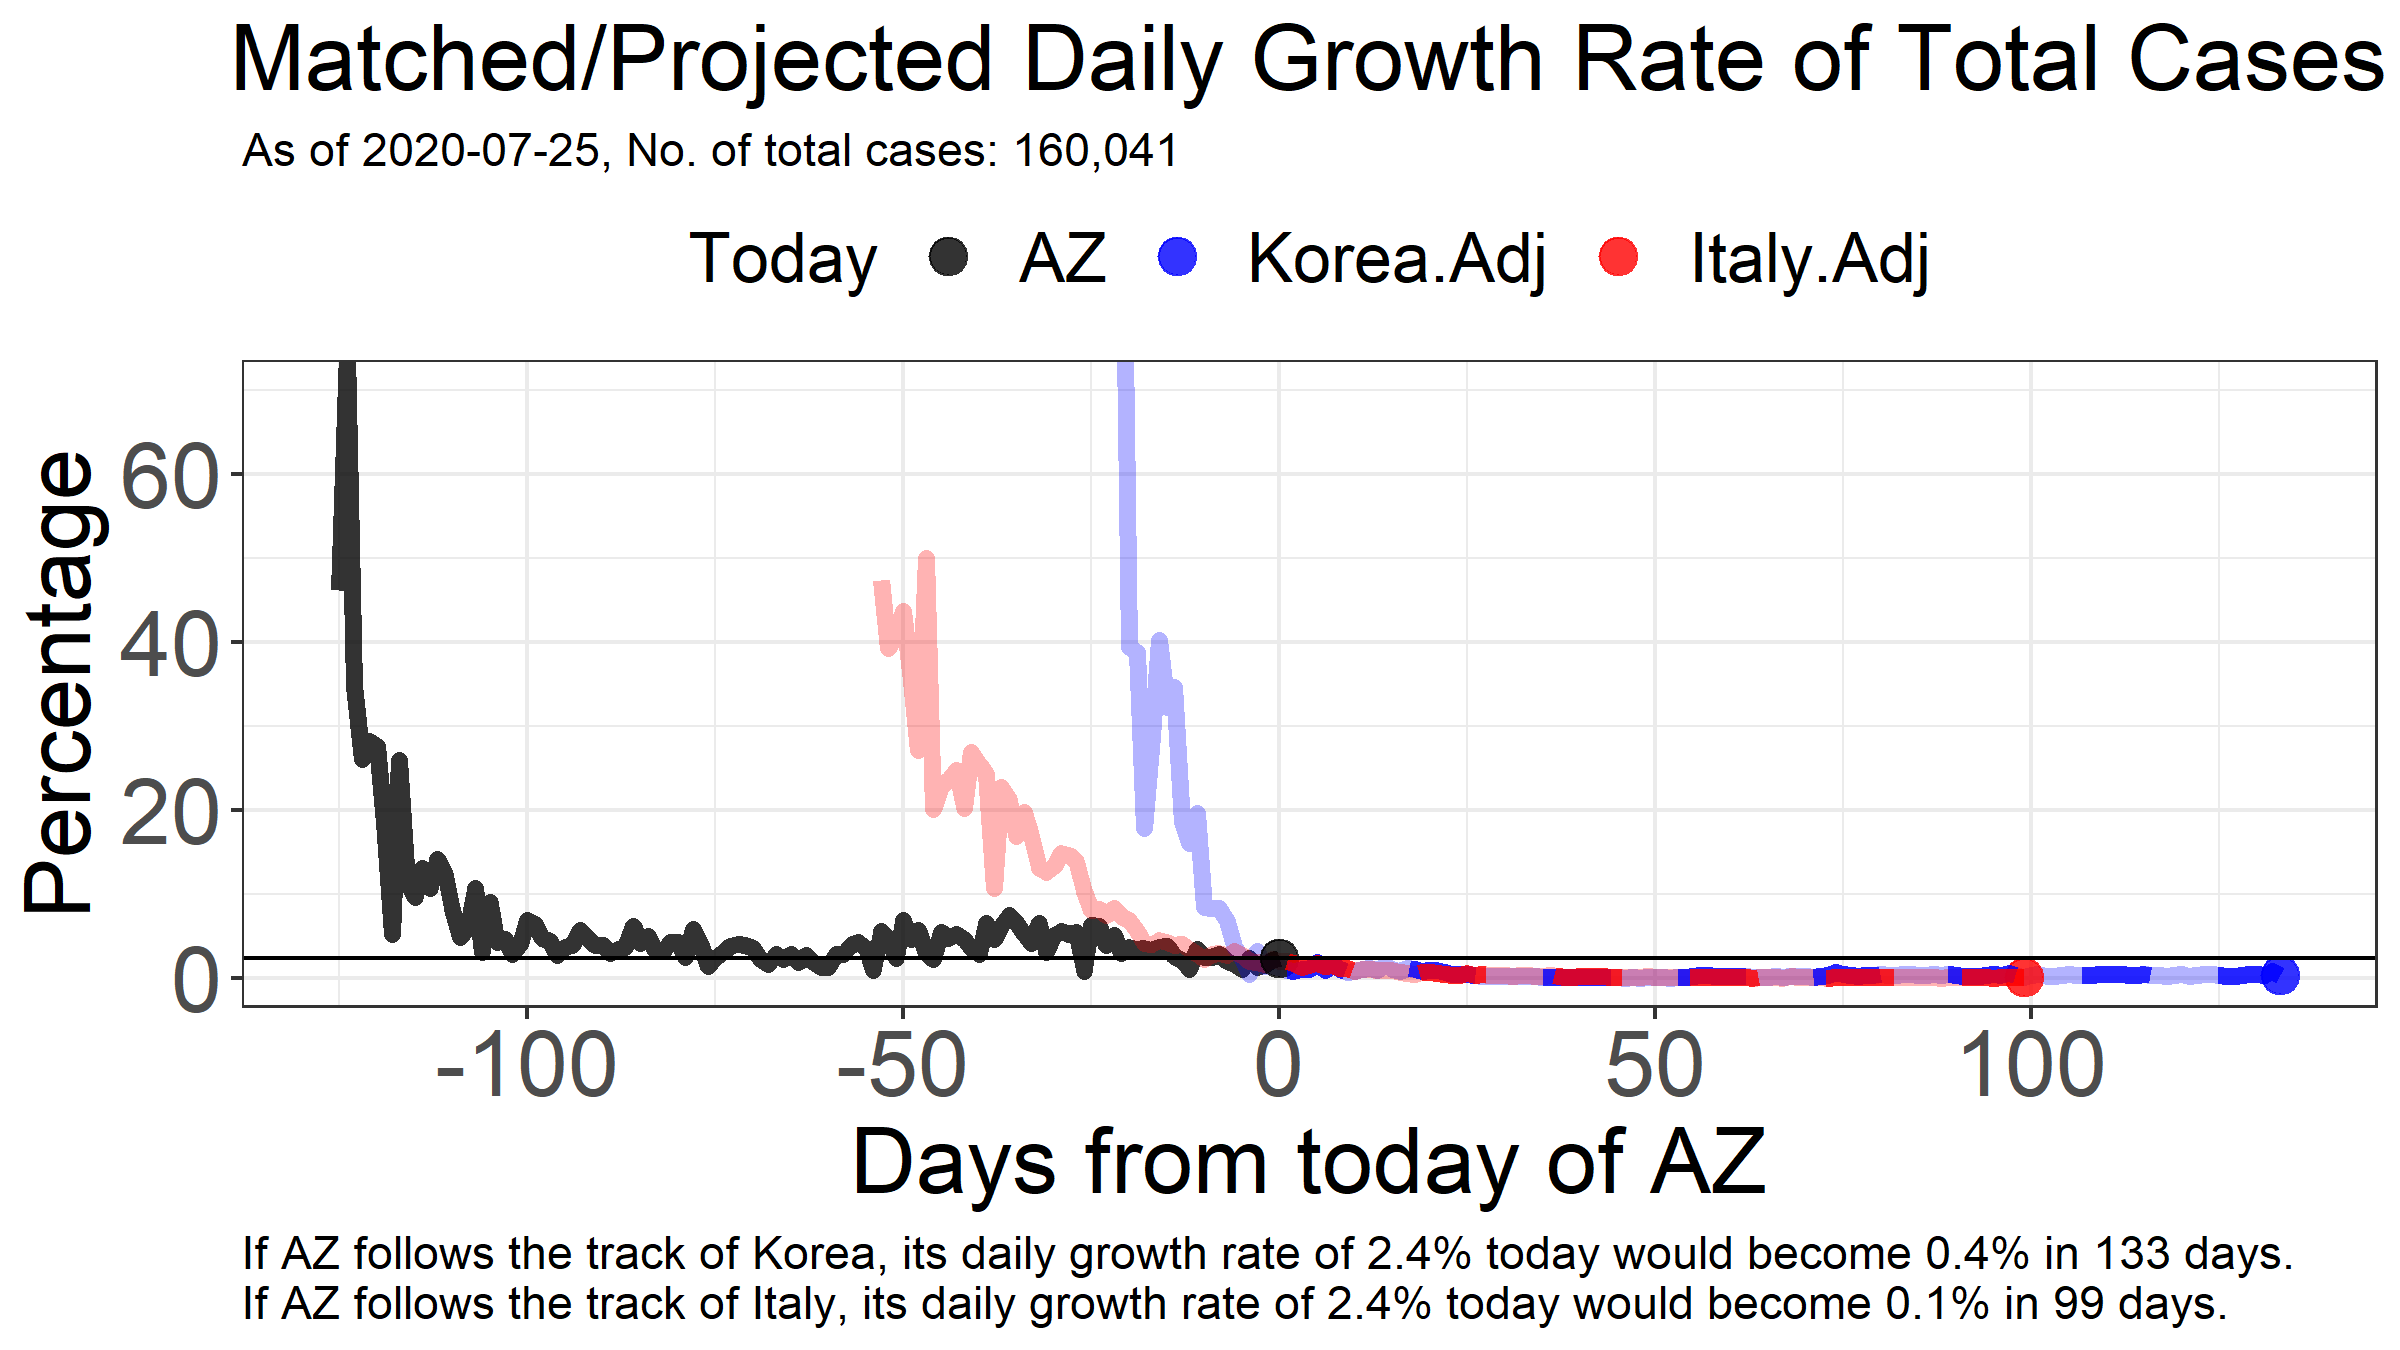 Matched/Projected Daily Growth Rate of Total Cases
As of 2020-07-25, No. of total cases: 160,041
Today AZ Korea.Adj Italy.Adj
Percentage
60
40
20
0
-100 -50 0 50 100
Days from today of AZ
If AZ follows the track of Korea, its daily growth rate of 2.4% today would become 0.4% in 133 days.
If AZ follows the track of Italy, its daily growth rate of 2.4% today would become 0.1% in 99 days.